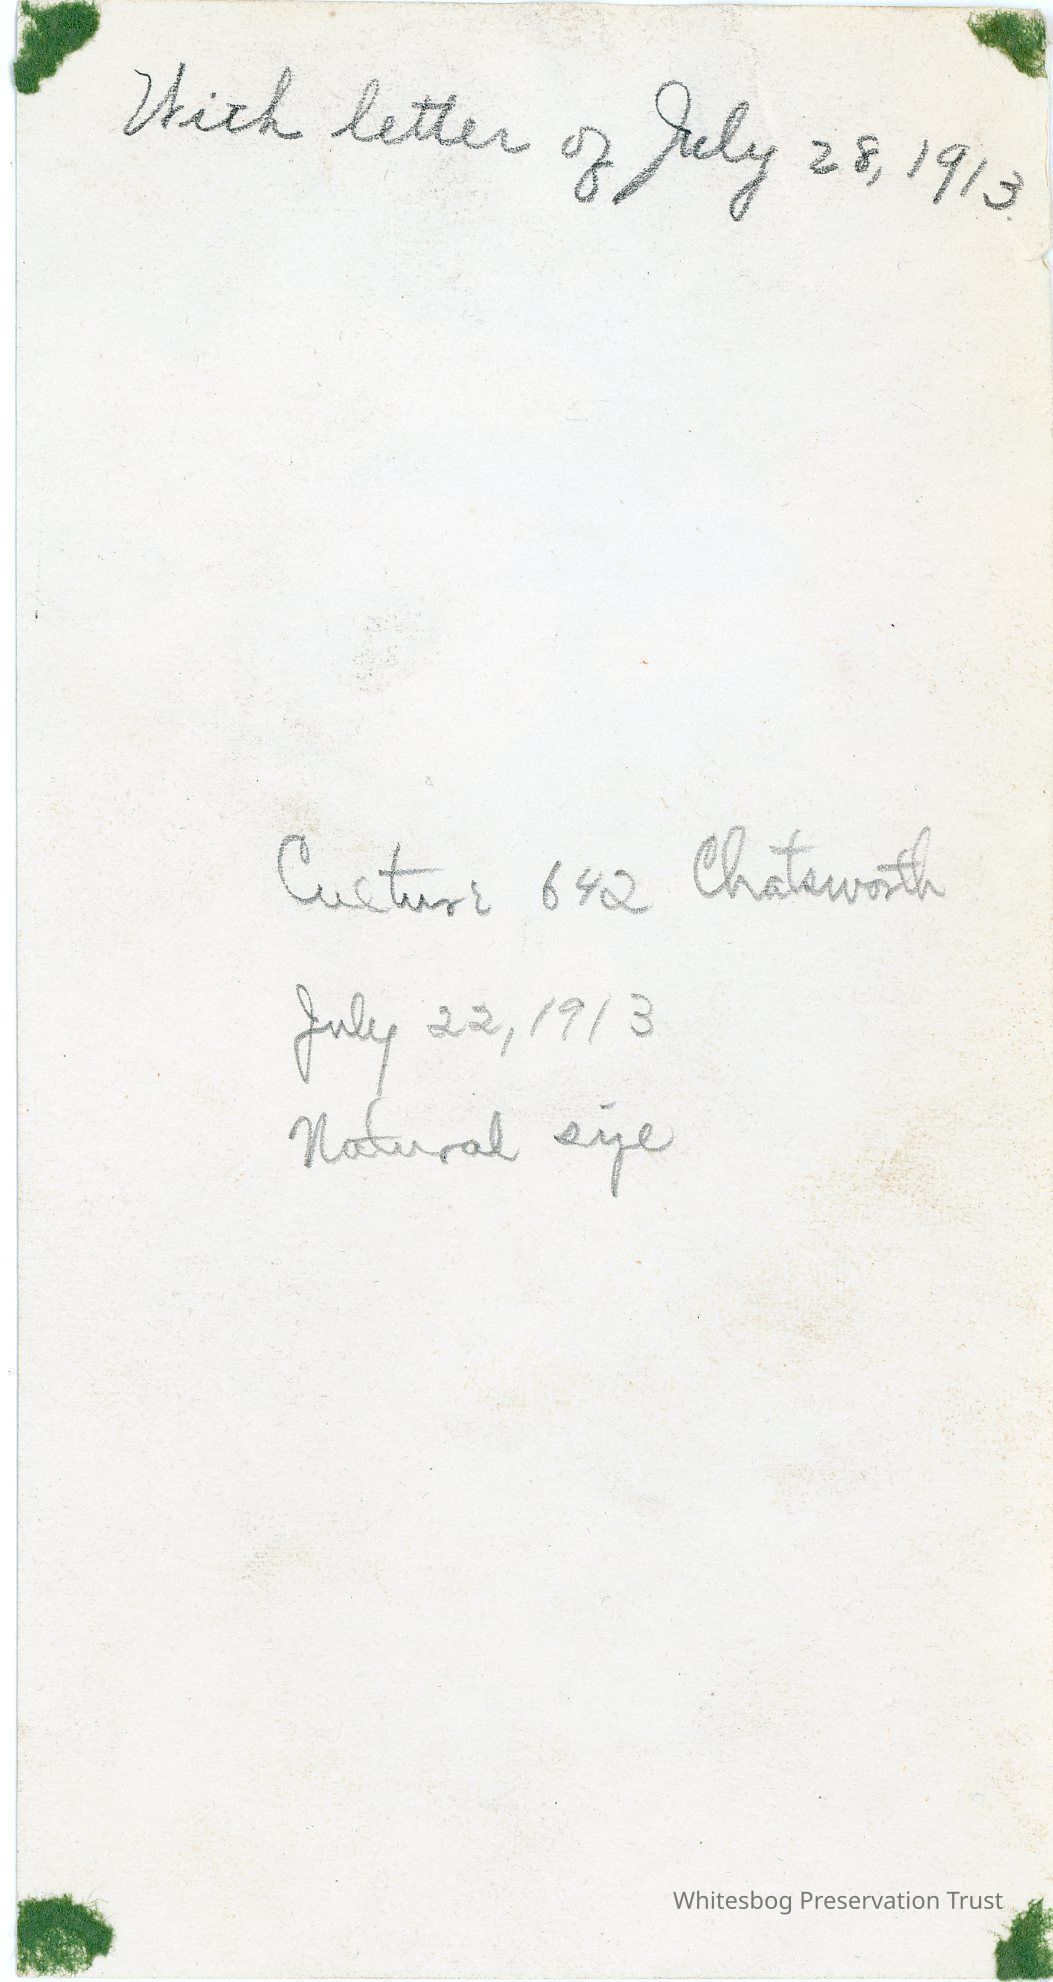 With letter of July 28, 1913.
Culture 642 Chatsworth
July 22, 1913
Natural size
Whitesbog Preservation Trust